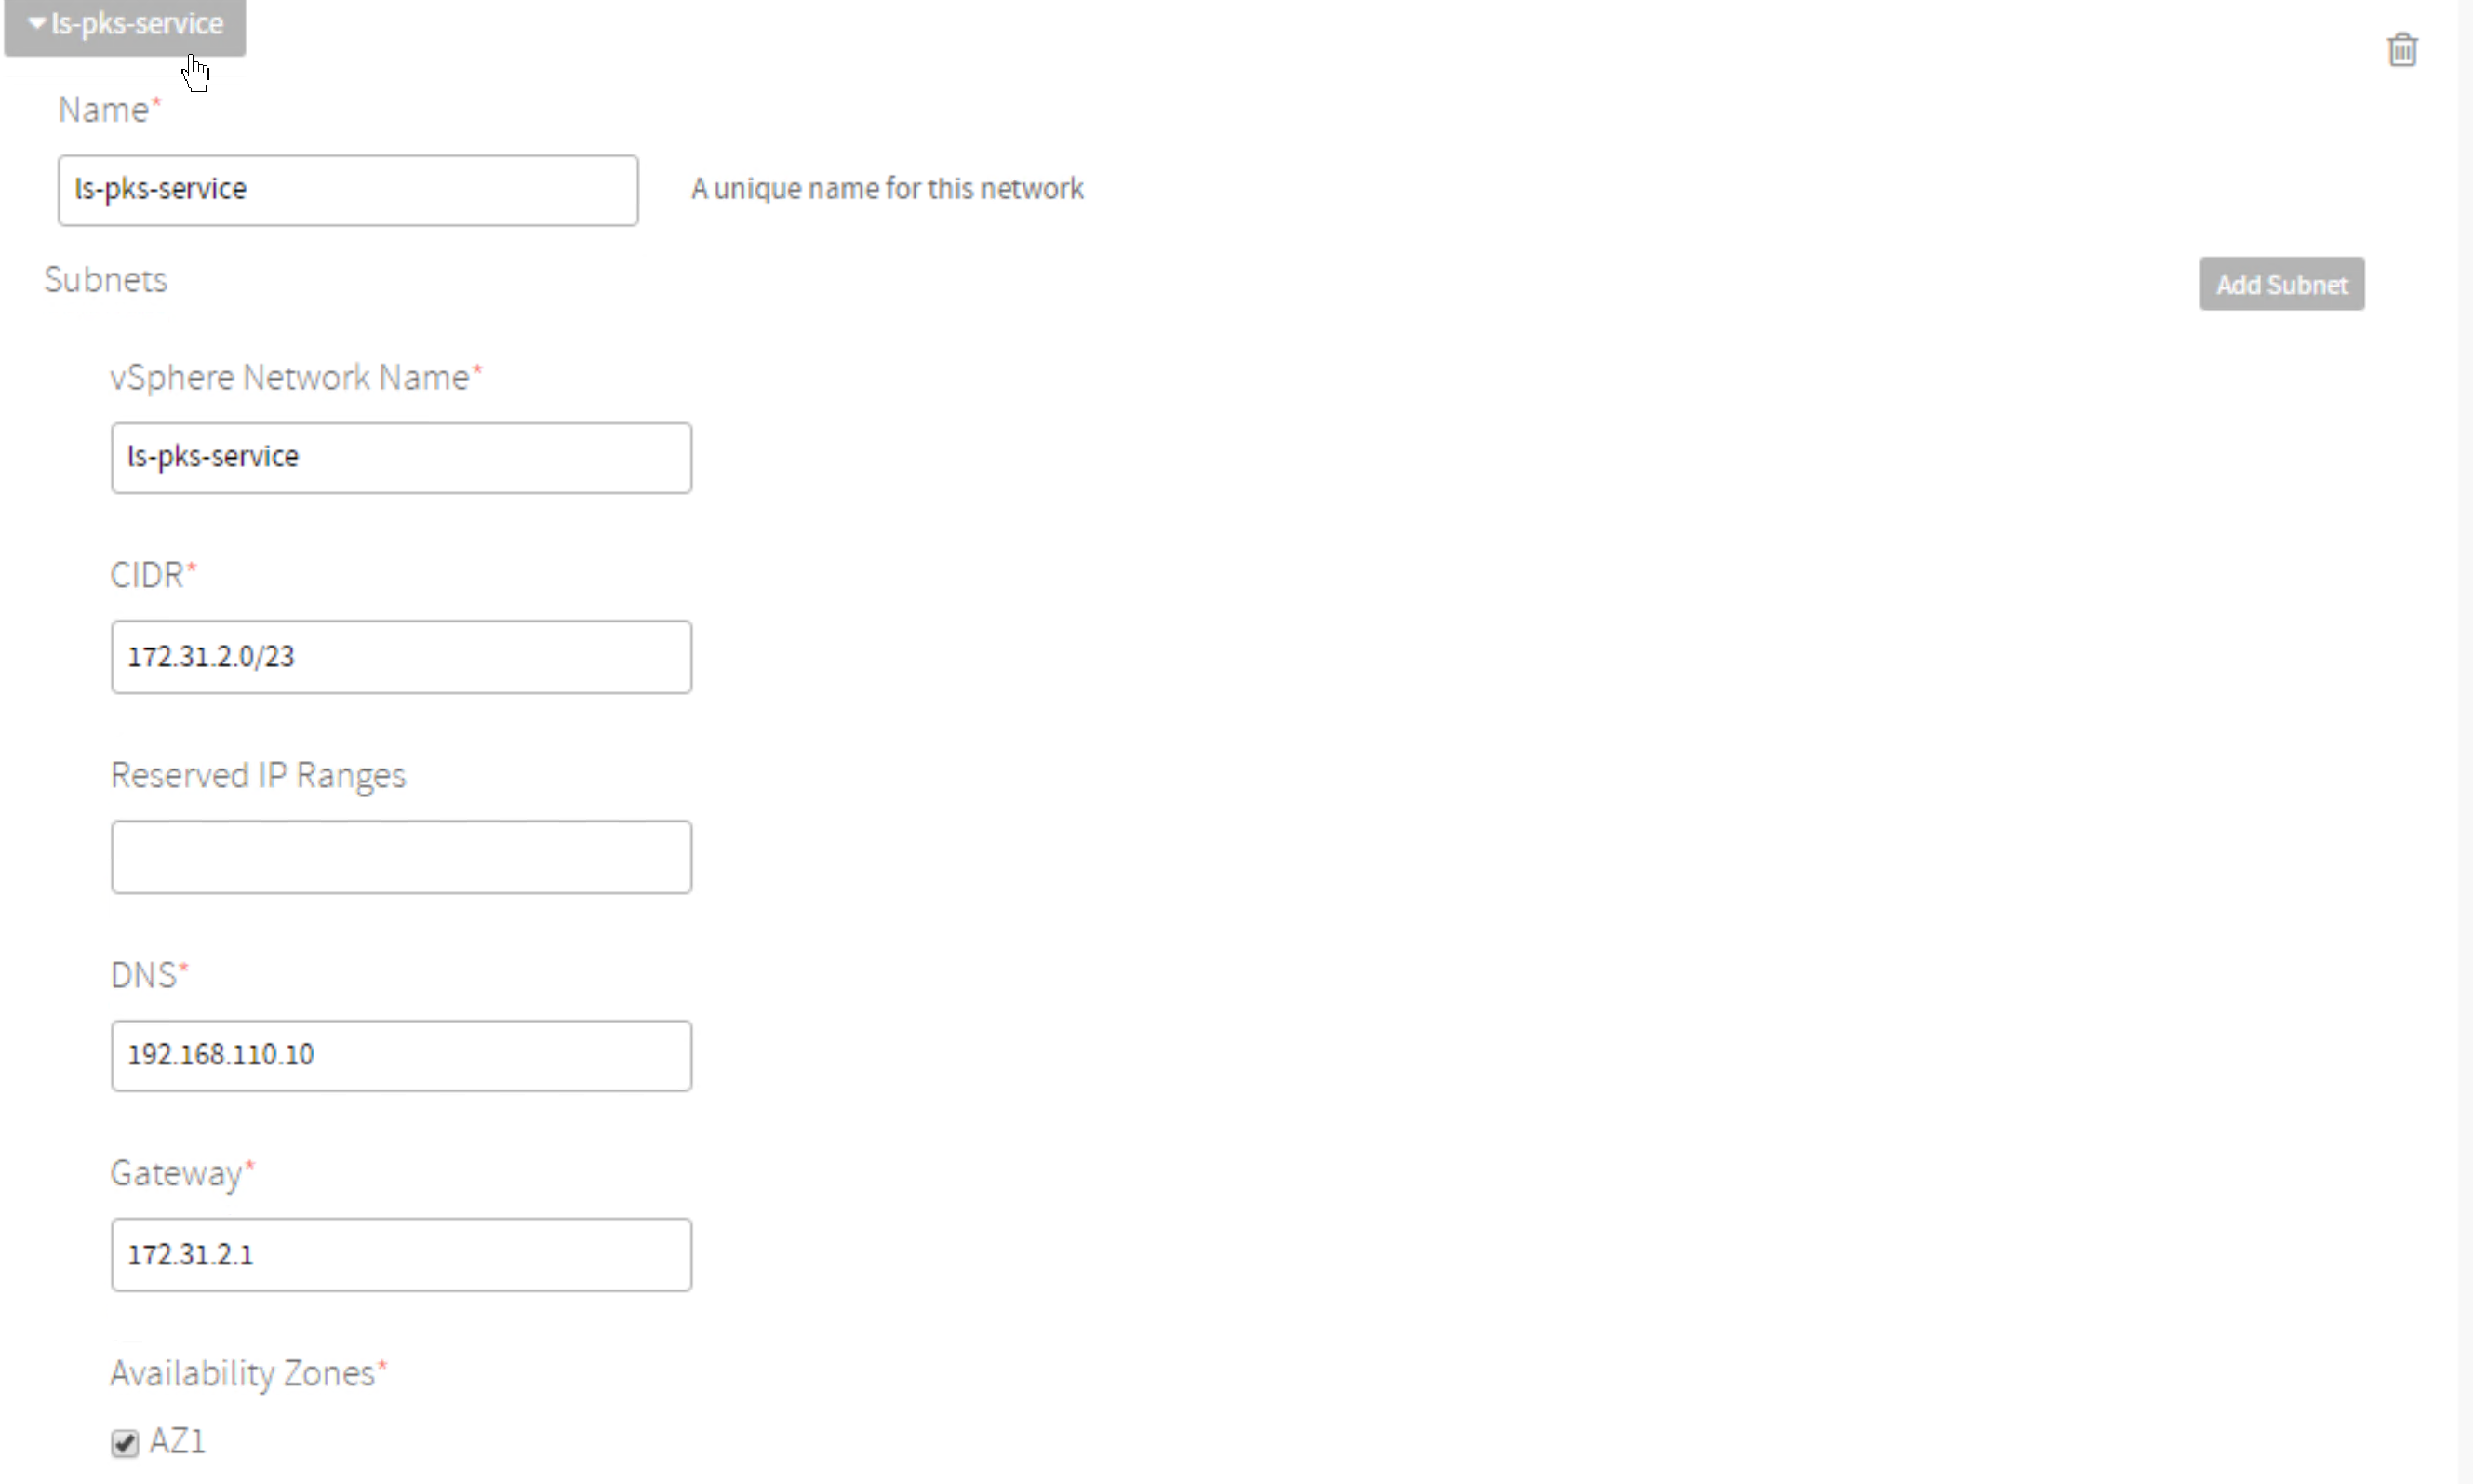 ls-pks-service
Name*
ls-pks-service
A unique name for this network
Subnets
Add Subnet
vSphere Network Name*
ls-pks-service
CIDR*
172.31.2.0/23
Reserved IP Ranges
DNS*
192.168.110.10
Gateway*
172.31.2.1
Availability Zones*
AZ1